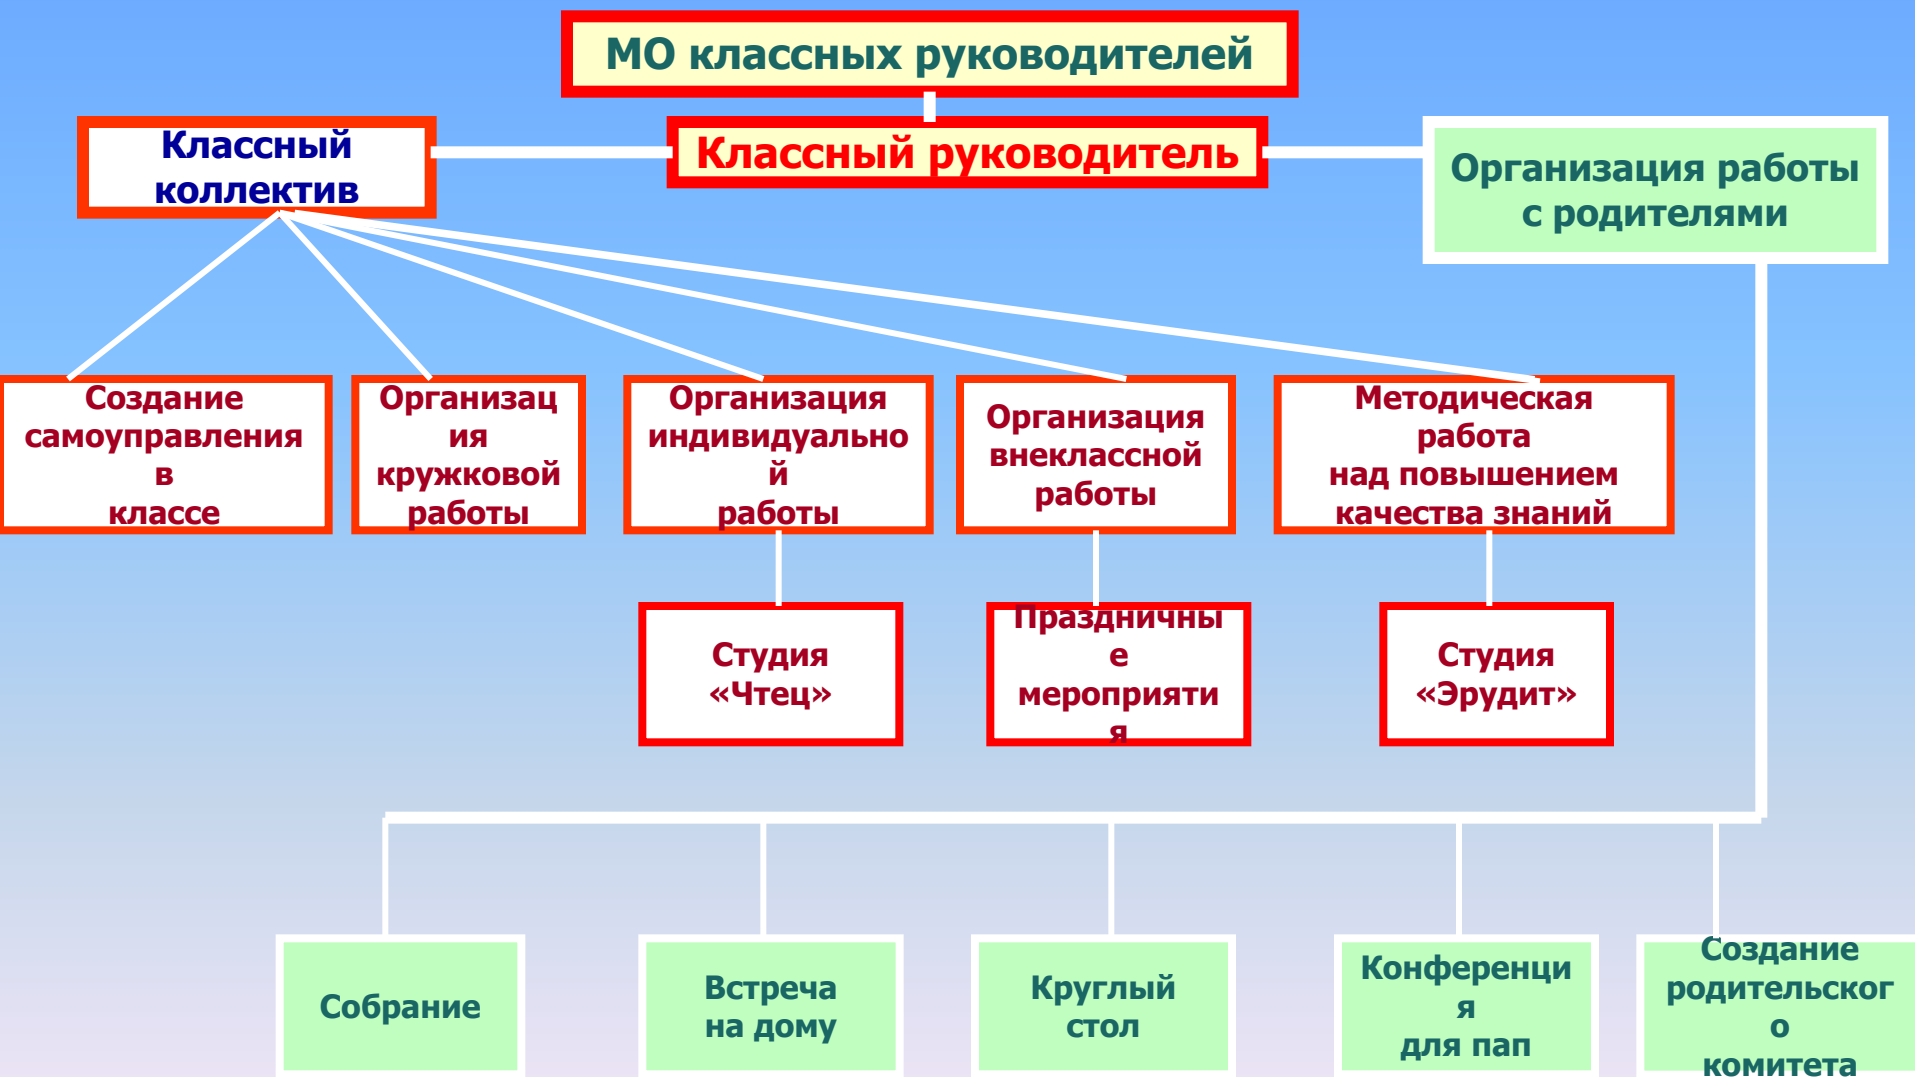 МО классных руководителей
Классный
коллектив
Классный руководитель
Организация работы
с родителями
Создание
самоуправления
в
классе
Организац
ия
кружковой
работы
Организация
индивидуально
й
работы
Организация
внеклассной
работы
Методическая
работа
над повышением
качества знаний
Студия
«Чтец»
Праздничны
е
мероприяти
я
Студия
«Эрудит»
Собрание
Встреча
на дому
Круглый
стол
Конференци
я
для пап
Создание
родительског
о
комитета